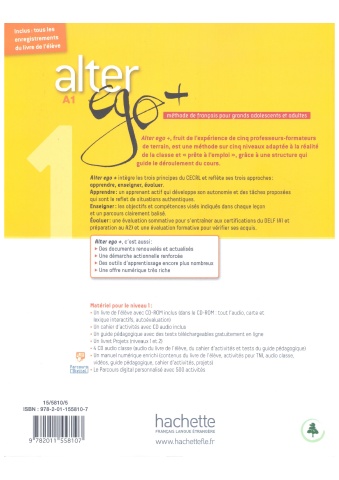 Inclus : tous les
enregistrements
du livre de l'élève
alter
ego +
A1
1
méthode de français pour grands adolescents et adultes
Alter ego +, fruit de l'expérience de cinq professeurs-formateurs
de terrain, est une méthode sur cinq niveaux adaptée à la réalité
de la classe et « prête à l'emploi », grâce à une structure qui
guide le déroulement du cours.
Alter ego + intègre les trois principes du CECRL et reflète ses trois approches :
apprendre, enseigner, évaluer.
Apprendre : un apprenant actif qui développe son autonomie et des tâches proposées
qui sont le reflet de situations authentiques.
Enseigner : les objectifs et compétences visés indiqués dans chaque leçon
et un parcours clairement balisé.
Évaluer : une évaluation sommative pour s'entraîner aux certifications du DELF (A1 et
préparation au A2) et une évaluation formative pour vérifier ses acquis.
Alter ego +, c'est aussi :
• Des documents renouvelés et actualisés
• Une démarche actionnelle renforcée
• Des outils d'apprentissage encore plus nombreux
• Une offre numérique très riche
Matériel pour le niveau 1 :
• Un livre de l'élève avec CD-ROM inclus (dans le CD-ROM : tout l'audio, carte et
lexique interactifs, autoévaluation)
• Un cahier d'activités avec CD audio inclus
• Un guide pédagogique avec des tests téléchargeables gratuitement en ligne
• Un livret Projets (niveaux 1 et 2)
• 4 CD audio classe (audio du livre de l'élève, du cahier d'activités et tests du guide pédagogique)
• Un manuel numérique enrichi (contenus du livre de l'élève, activités pour TNI, audio classe,
vidéos, guide pédagogique, cahier d'activités, projets)
• Le Parcours digital personnalisé avec 500 activités
Parcours
15/5810/5
ISBN : 978-2-01-155810-7
9 782011 558107
hachette
FRANÇAIS LANGUE ÉTRANGÈRE
www.hachettefle.fr